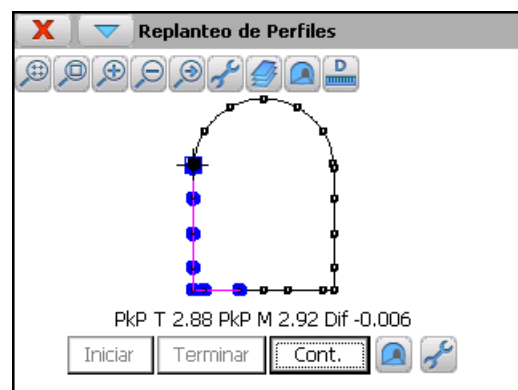 X
Replanteo de Perfiles
D
PkP T 2.88 PkP M 2.92 Dif -0.006
Iniciar Terminar Cont.